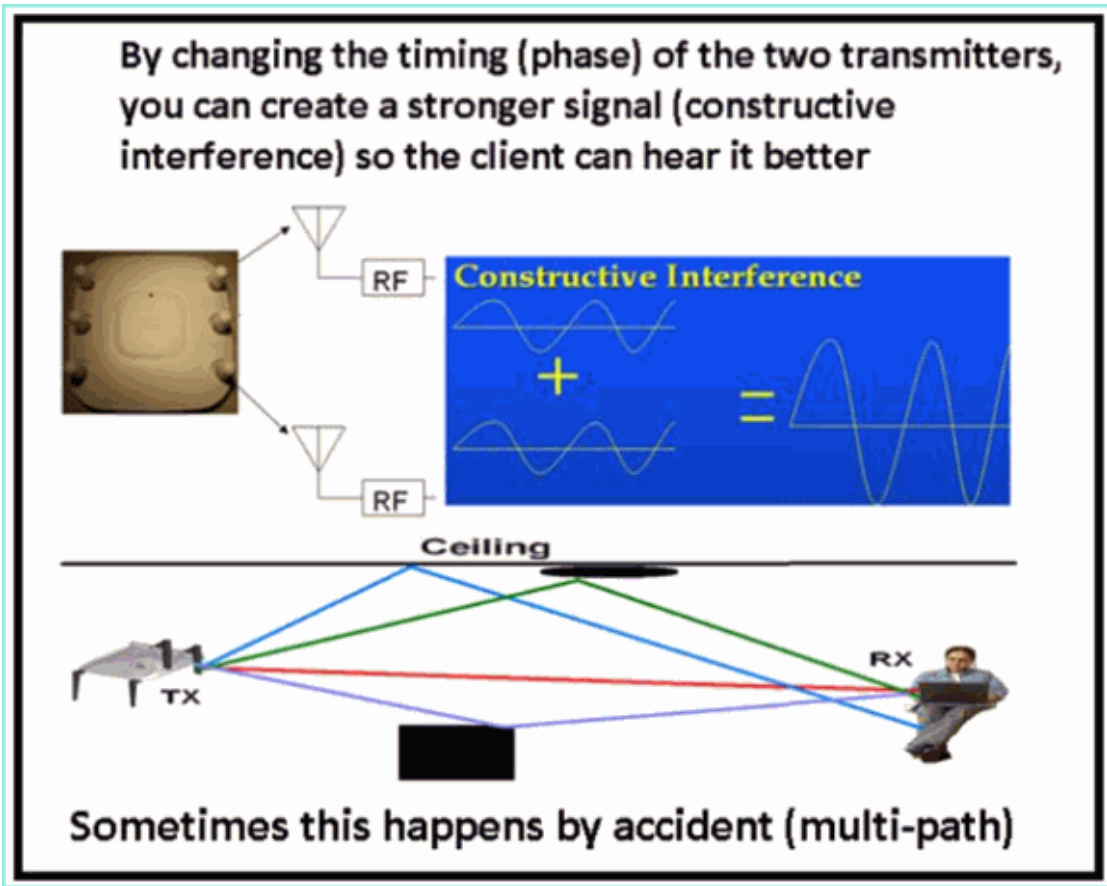 By changing the timing (phase) of the two transmitters,
you can create a stronger signal (constructive
interference) so the client can hear it better
RF
Constructive Interference
+
=
RF
Ceiling
TX
RX
Sometimes this happens by accident (multi-path)